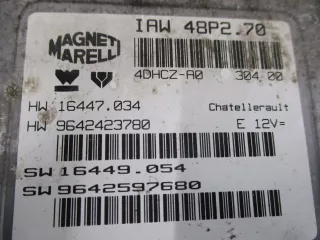 MAGNETI
MARELLI
IAW 48P2.70
4DHCZ-A0 304.00
HW 16447.034 Chatellerault
HW 9642423780 E 12V=
SW 16449.054
SW 9642597680